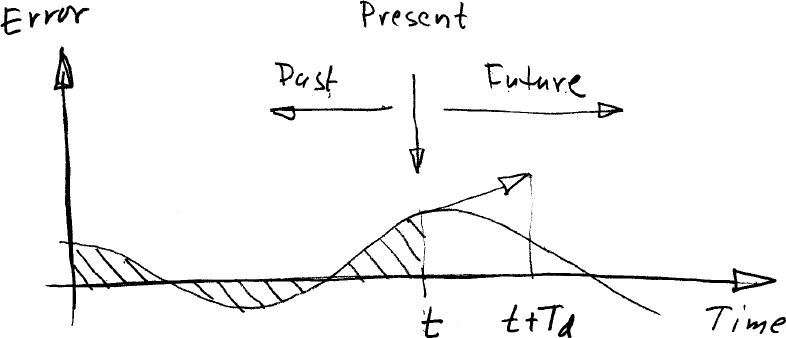 Error
Present
Past
Future
t
t+Td
Time